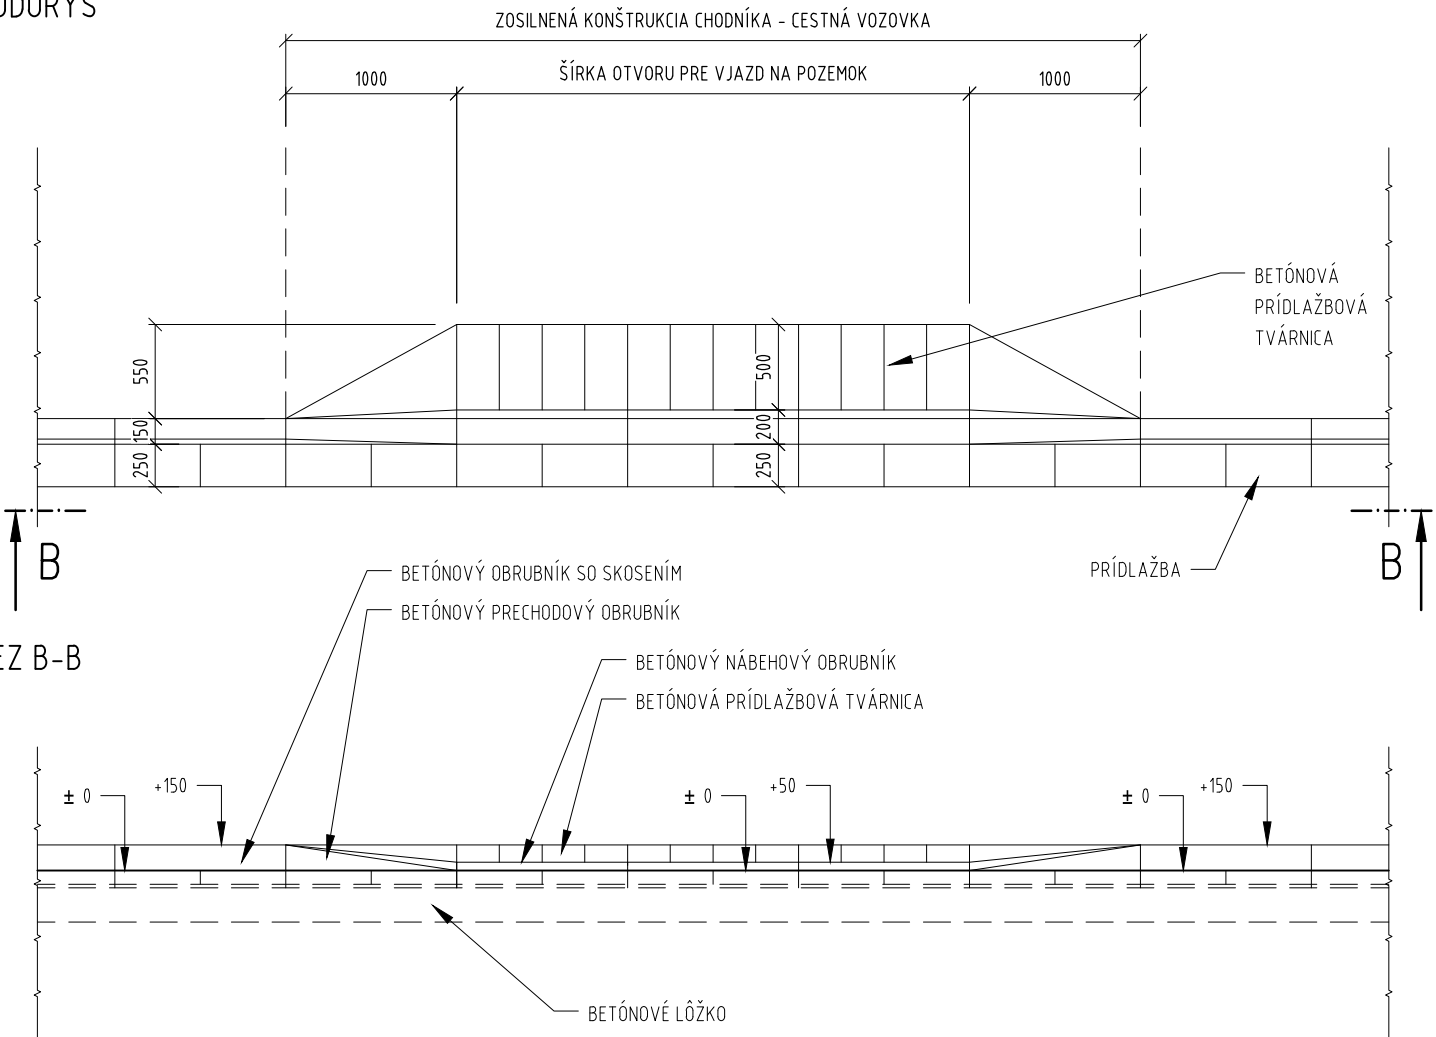 ZOSILNENÁ KONŠTRUKCIA CHODNÍKA - CESTNÁ VOZOVKA
1000
ŠÍRKA OTVORU PRE VJAZD NA POZEMOK
1000
BETÓNOVÁ
PRÍDLAŽBOVÁ
TVÁRNICA
550
500
150
200
250
250
B
B
PRÍDLAŽBA
BETÓNOVÝ OBRUBNÍK SO SKOSENÍM
BETÓNOVÝ PRECHODOVÝ OBRUBNÍK
B-B
BETÓNOVÝ NÁBEHOVÝ OBRUBNÍK
BETÓNOVÁ PRÍDLAŽBOVÁ TVÁRNICA
± 0
+150
± 0
+50
± 0
+150
BETÓNOVÉ LÔŽKO